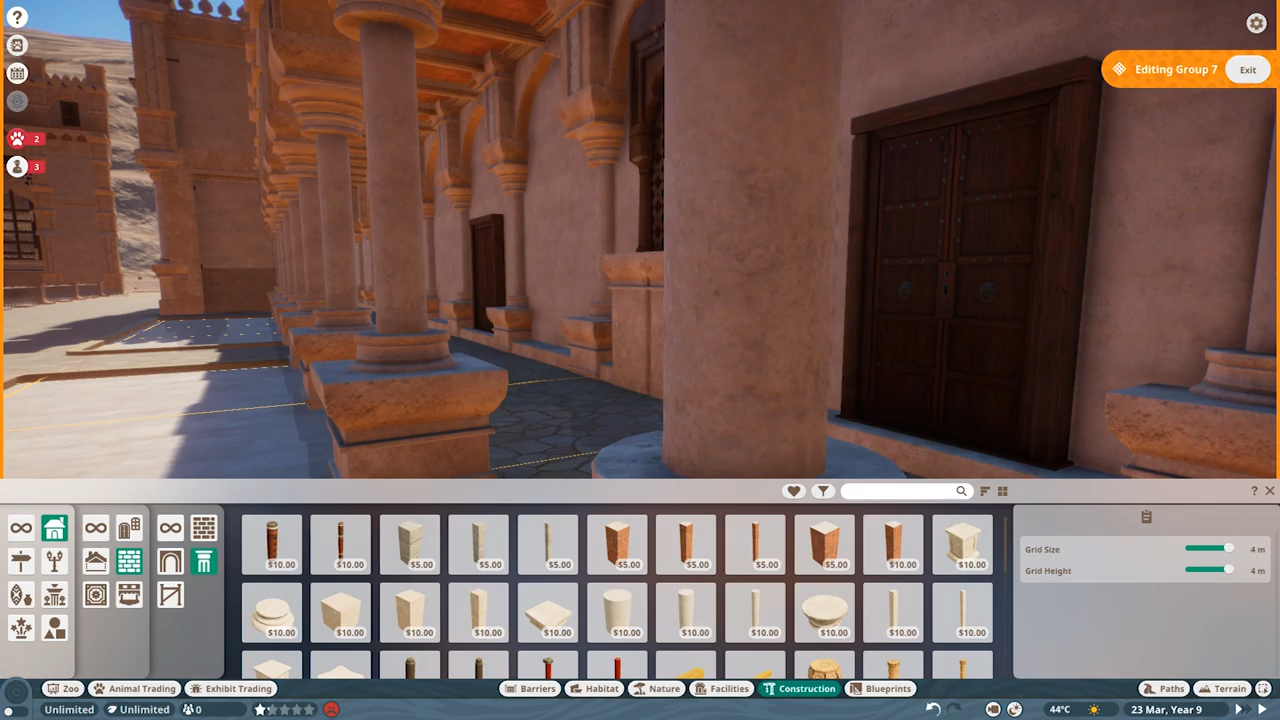 ?
Editing Group 7
Exit
2
3
?
Grid Size 4 m
Grid Height 4 m
$10.00 $10.00 $5.00 $5.00 $5.00 $5.00 $5.00 $5.00 $5.00 $10.00 $10.00
$10.00 $10.00 $10.00 $10.00 $10.00 $10.00 $10.00 $10.00 $10.00 $10.00 $10.00
Zoo Animal Trading Exhibit Trading Barriers Habitat Nature Facilities Construction Blueprints Paths Terrain
Unlimited Unlimited 0 44°C 23 Mar, Year 9